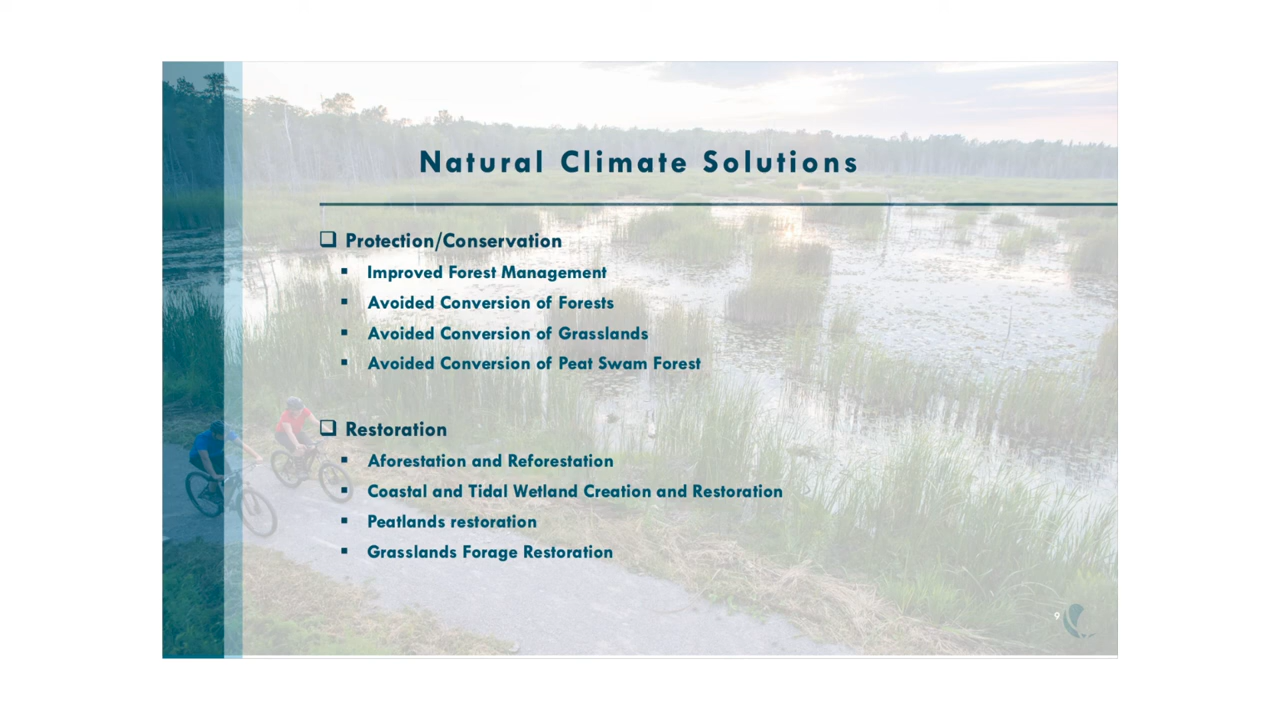 Natural Climate Solutions
Protection/Conservation
Improved Forest Management
Avoided Conversion of Forests
Avoided Conversion of Grasslands
Avoided Conversion of Peat Swam Forest
Restoration
Aforestation and Reforestation
Coastal and Tidal Wetland Creation and Restoration
Peatlands restoration
Grasslands Forage Restoration
9